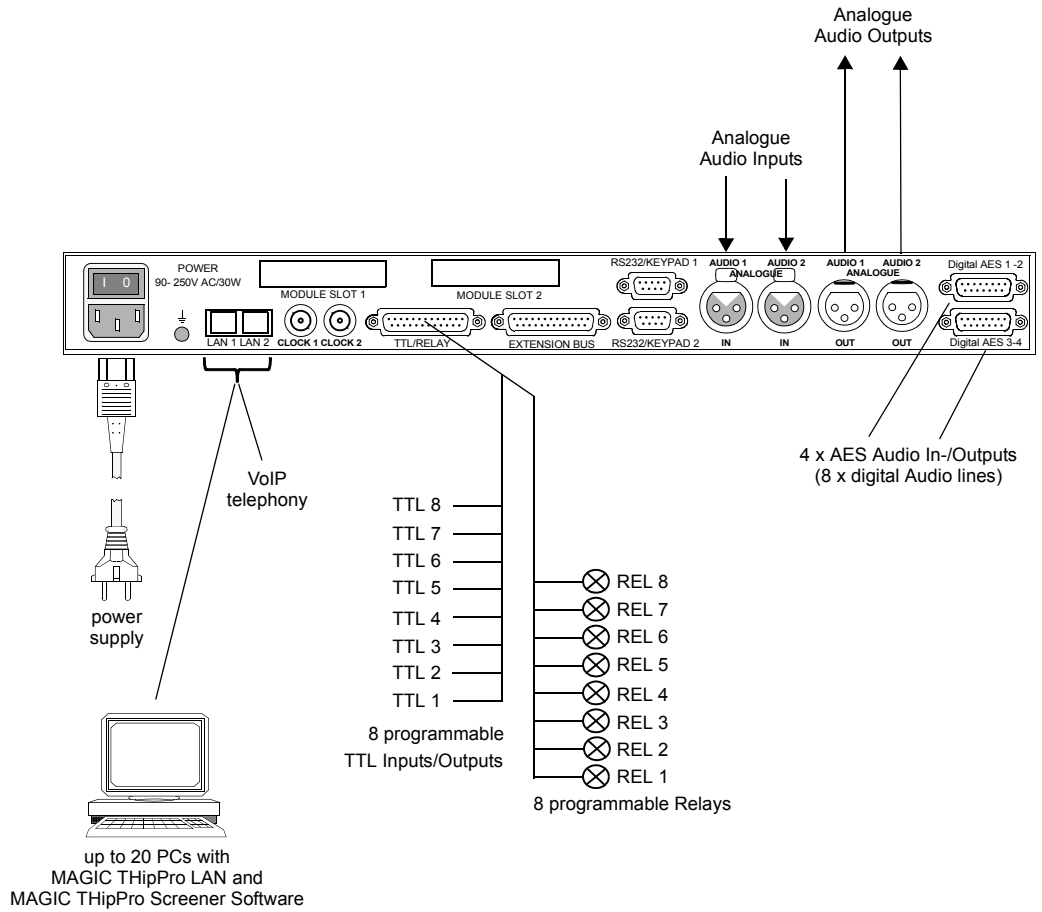 Analogue
Audio Outputs
Analogue
Audio Inputs
I 0
POWER
90- 250V AC/30W
MODULE SLOT 1
MODULE SLOT 2
RS232/KEYPAD 1
AUDIO 1
AUDIO 2
ANALOGUE
AUDIO 1
AUDIO 2
ANALOGUE
Digital AES 1 -2
LAN 1 LAN 2
CLOCK 1 CLOCK 2
TTL/RELAY
EXTENSION BUS
RS232/KEYPAD 2
IN
IN
OUT
OUT
Digital AES 3-4
4 x AES Audio In-/Outputs
(8 x digital Audio lines)
VoIP
telephony
power
supply
TTL 8
TTL 7
TTL 6
TTL 5
TTL 4
TTL 3
TTL 2
TTL 1
8 programmable
TTL Inputs/Outputs
REL 8
REL 7
REL 6
REL 5
REL 4
REL 3
REL 2
REL 1
8 programmable Relays
up to 20 PCs with
MAGIC THipPro LAN and
MAGIC THipPro Screener Software